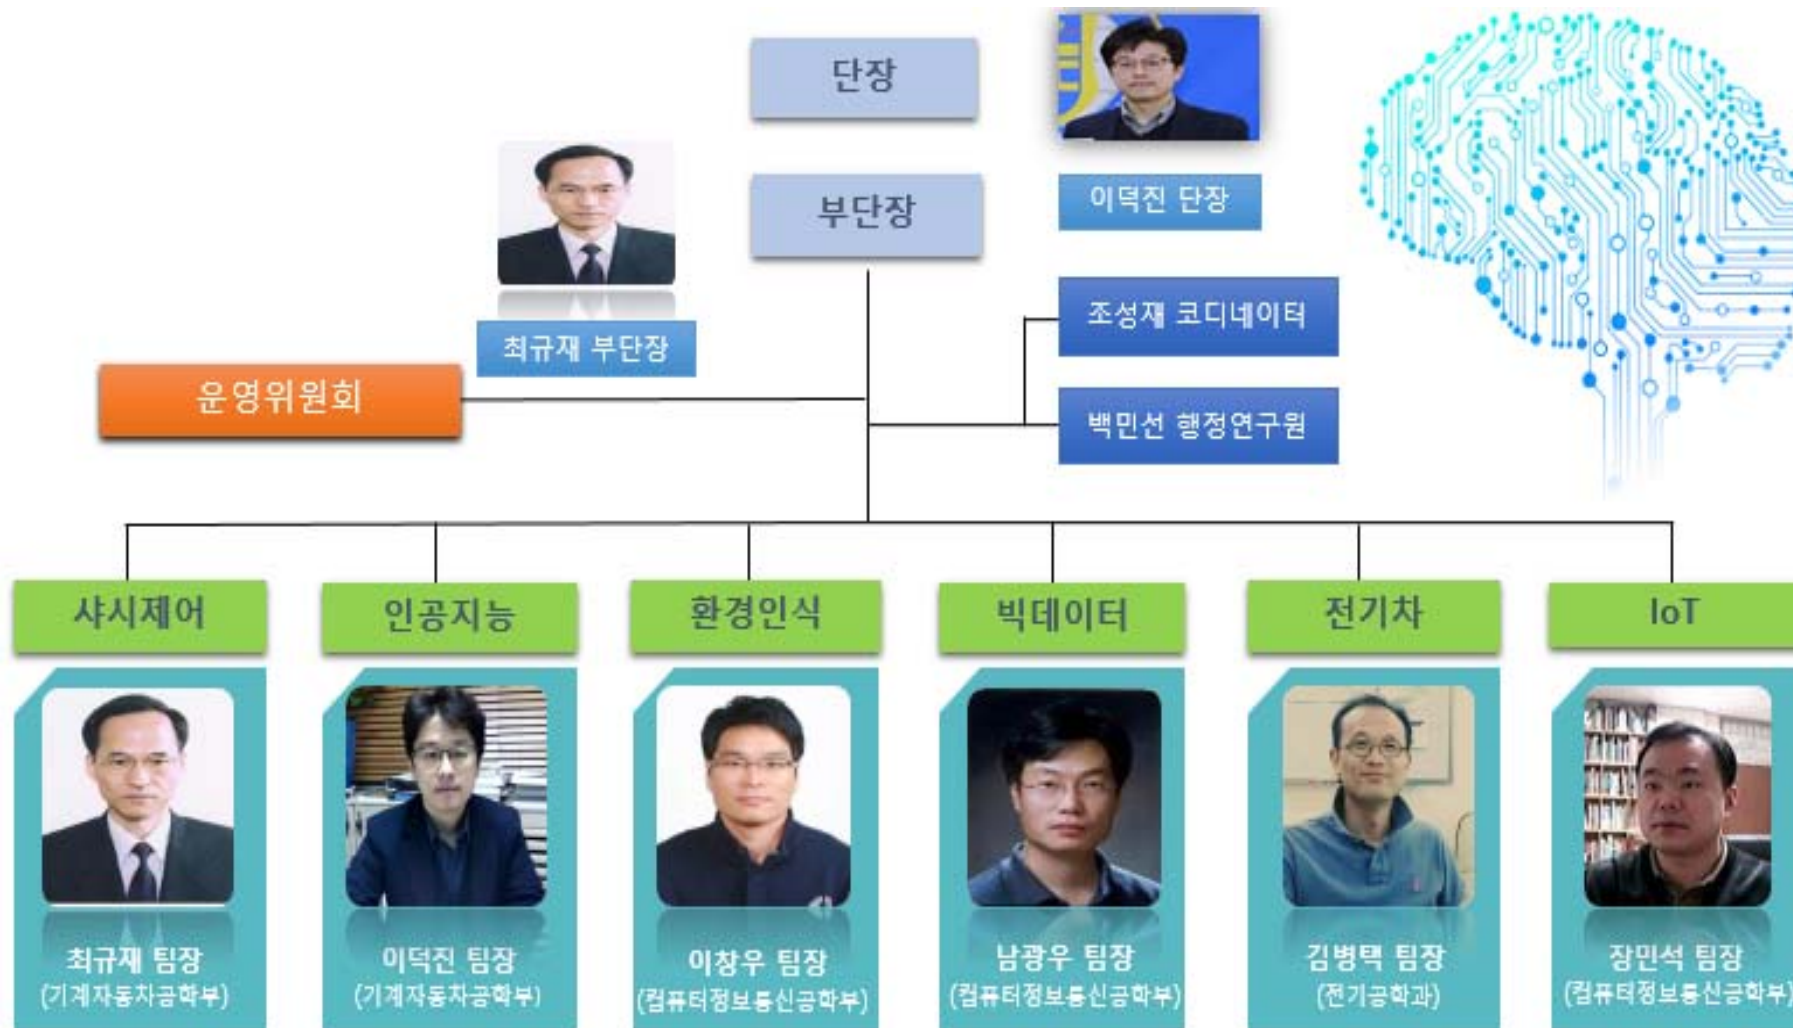 단장
부단장
이덕진 단장
최규재 부단장
조성재 코디네이터
운영위원회
백민선 행정연구원
샤시제어
인공지능
환경인식
빅데이터
전기차
IoT
최규재 팀장
(기계자동차공학부)
이덕진 팀장
(기계자동차공학부)
이창우 팀장
(컴퓨터정보통신공학부)
남광우 팀장
(컴퓨터정보통신공학부)
김병택 팀장
(전기공학과)
장민석 팀장
(컴퓨터정보통신공학부)